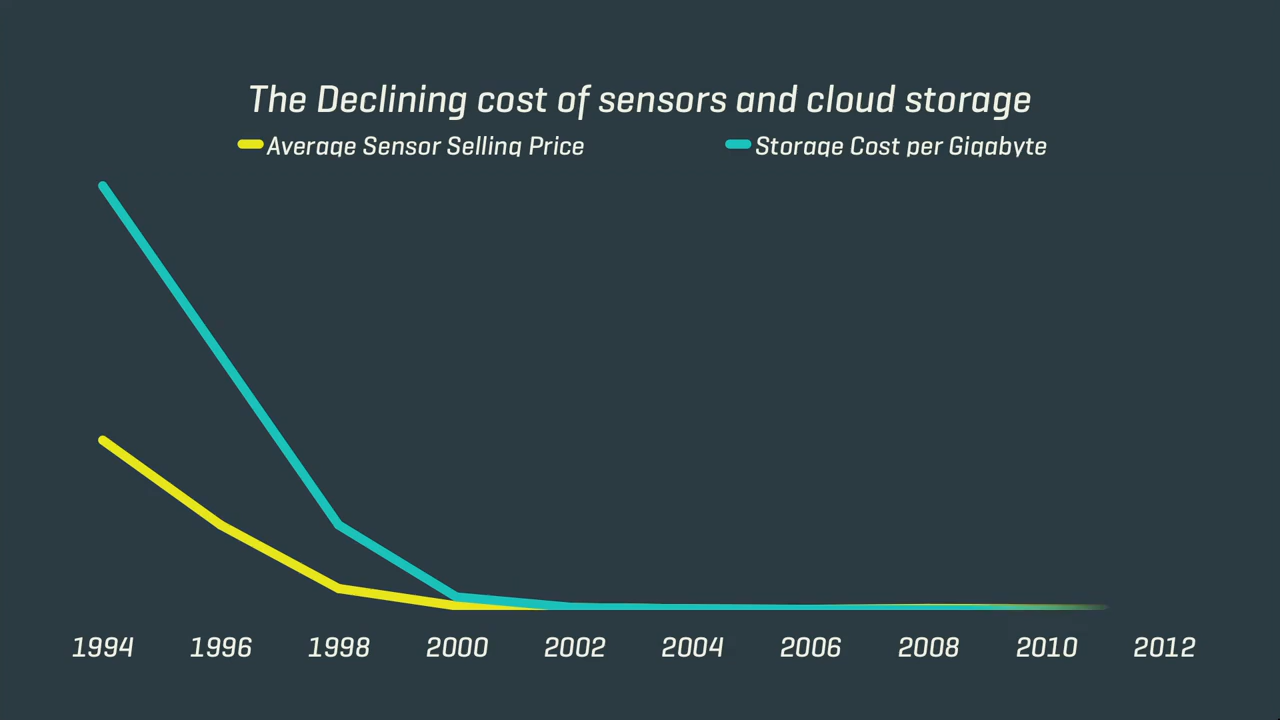 The Declining cost of sensors and cloud storage
Average Sensor Selling Price Storage Cost per Gigabyte
1994 1996 1998 2000 2002 2004 2006 2008 2010 2012